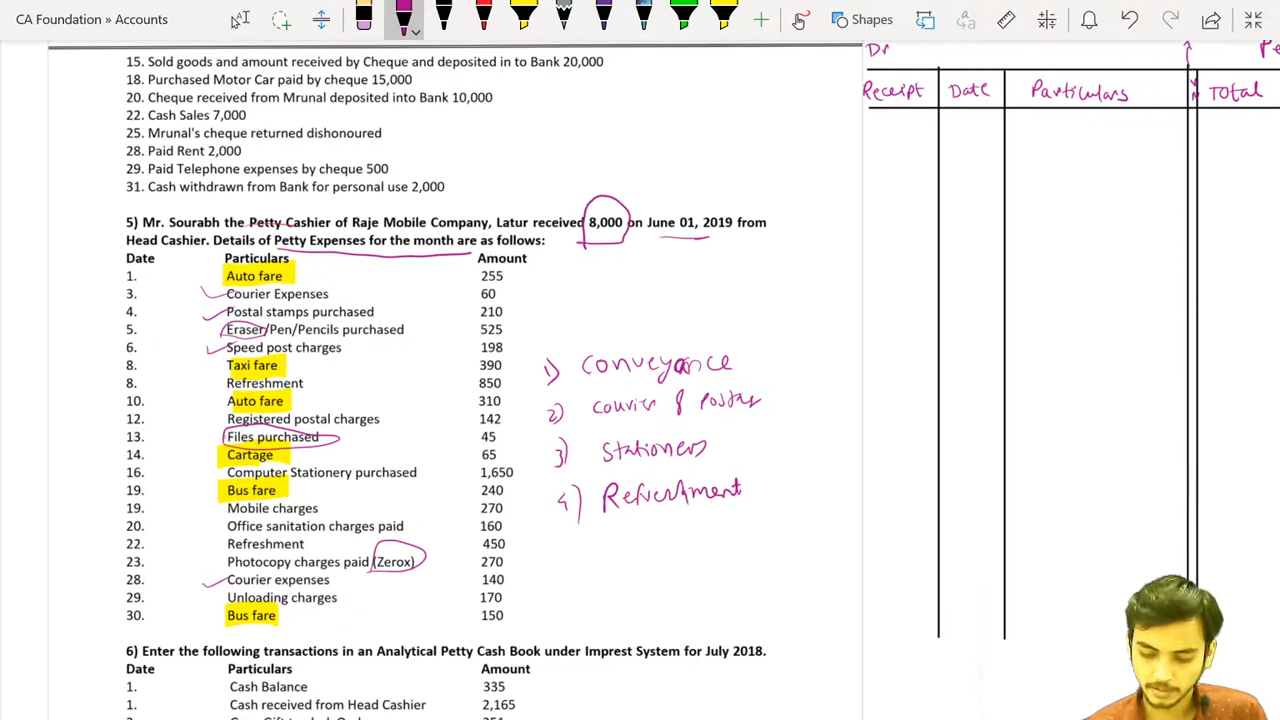 CA Foundation » Accounts
Shapes
15. Sold goods and amount received by Cheque and deposited in to Bank 20,000
18. Purchased Motor Car paid by cheque 15,000
20. Cheque received from Mrunal deposited into Bank 10,000
22. Cash Sales 7,000
25. Mrunal's cheque returned dishonoured
28. Paid Rent 2,000
29. Paid Telephone expenses by cheque 500
31. Cash withdrawn from Bank for personal use 2,000
5) Mr. Sourabh the Petty Cashier of Raje Mobile Company, Latur received 8,000 on June 01, 2019 from
Head Cashier. Details of Petty Expenses for the month are as follows:
Date Particulars Amount
1. Auto fare 255
3. Courier Expenses 60
4. Postal stamps purchased 210
5. Eraser/Pen/Pencils purchased 525
6. Speed post charges 198
8. Taxi fare 390
8. Refreshment 850
10. Auto fare 310
12. Registered postal charges 142
13. Files purchased 45
14. Cartage 65
16. Computer Stationery purchased 1,650
19. Bus fare 240
19. Mobile charges 270
20. Office sanitation charges paid 160
22. Refreshment 450
23. Photocopy charges paid (Zerox) 270
28. Courier expenses 140
29. Unloading charges 170
30. Bus fare 150
6) Enter the following transactions in an Analytical Petty Cash Book under Imprest System for July 2018.
Date Particulars Amount
1. Cash Balance 335
1. Cash received from Head Cashier 2,165
1) Conveyance
2) Courier &
3)
4) Refreshment
Dr
Receipt Date Particulars Total